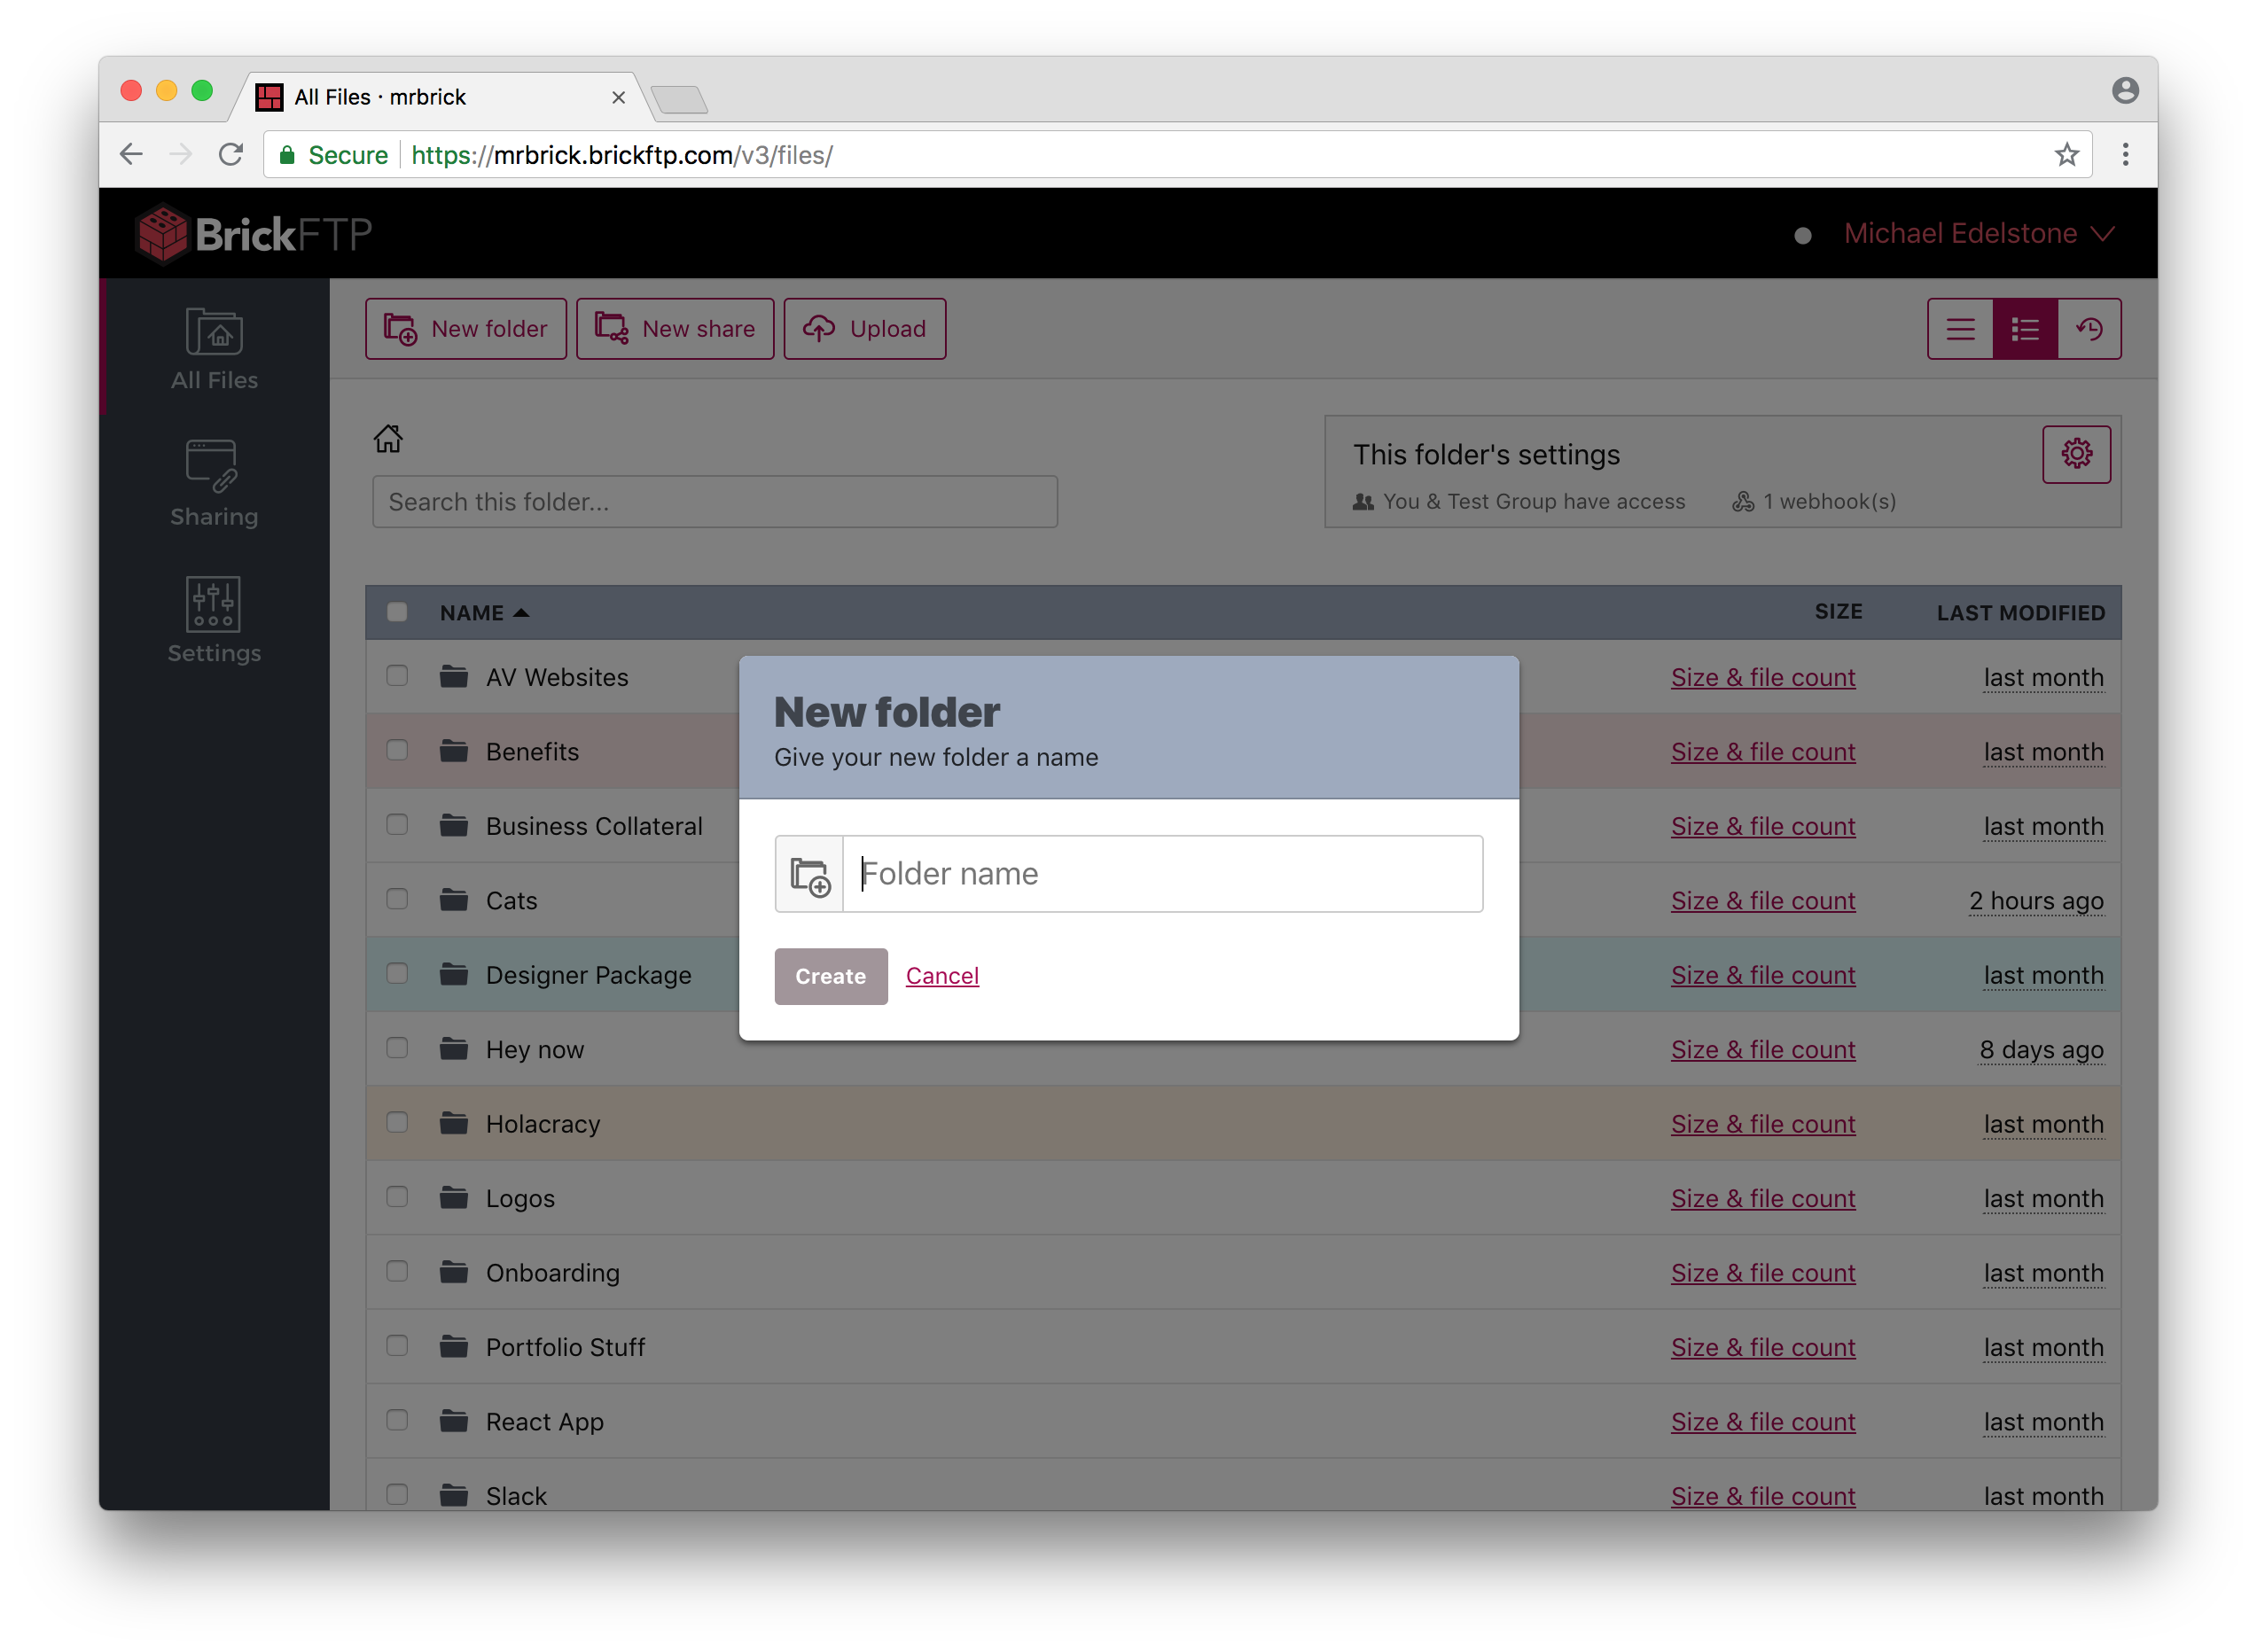 All Files · mrbrick
Secure https://mrbrick.brickftp.com/v3/files/
BrickFTP
Michael Edelstone
All Files
Sharing
Settings
New folder
New share
Upload
Search this folder...
This folder's settings
You & Test Group have access
1 webhook(s)
NAME SIZE LAST MODIFIED
AV Websites Size & file count last month
Benefits Size & file count last month
Business Collateral Size & file count last month
Cats Size & file count 2 hours ago
Designer Package Size & file count last month
Hey now Size & file count 8 days ago
Holacracy Size & file count last month
Logos Size & file count last month
Onboarding Size & file count last month
Portfolio Stuff Size & file count last month
React App Size & file count last month
Slack Size & file count last month
New folder
Give your new folder a name
Folder name
Create Cancel